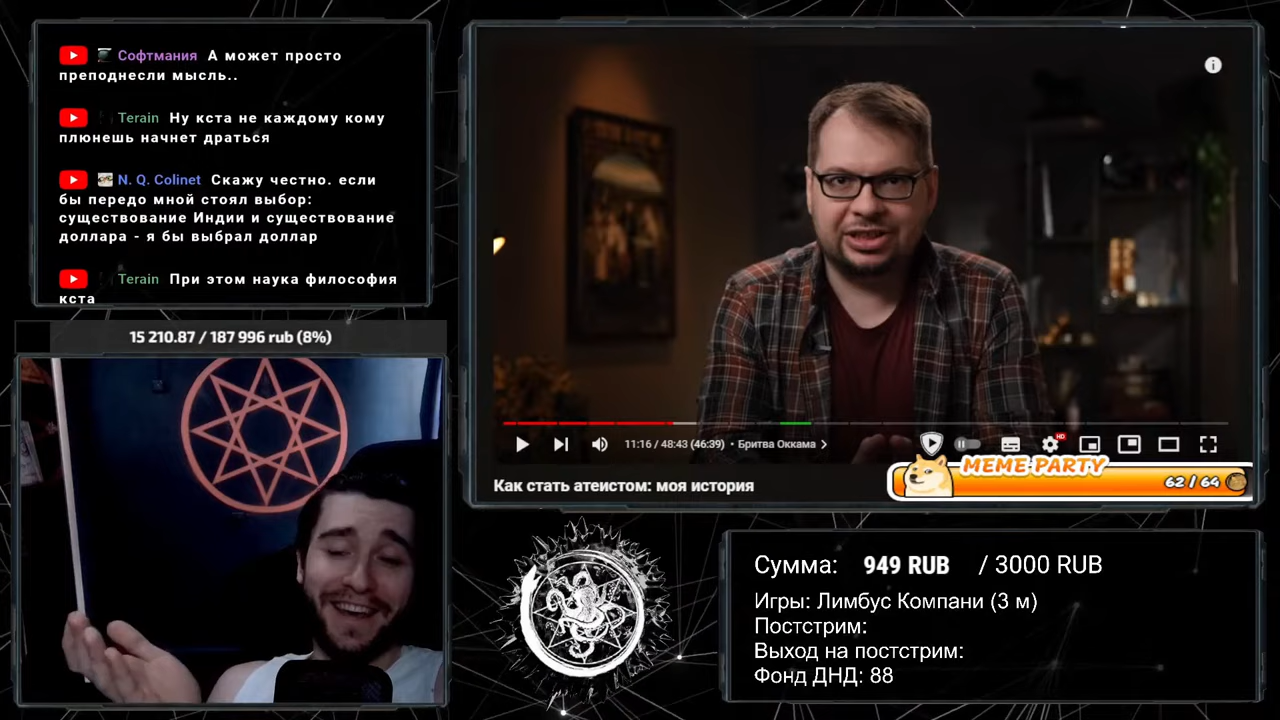 Софтмания А может просто
преподнесли мысль..
Terain Ну кста не каждому кому
плюнешь начнет драться
N. Q. Colinet Скажу честно. если
бы передо мной стоял выбор:
существование Индии и существование
доллара - я бы выбрал доллар
Terain При этом наука философия
кста
15 210.87 / 187 996 rub (8%)
11:16 / 48:43 (46:39) • Бритва Оккама
HD
Как стать атеистом: моя история
MEME PARTY
62 / 64
Сумма: 949 RUB / 3000 RUB
Игры: Лимбус Компани (3 м)
Постстрим:
Выход на постстрим:
Фонд ДНД: 88